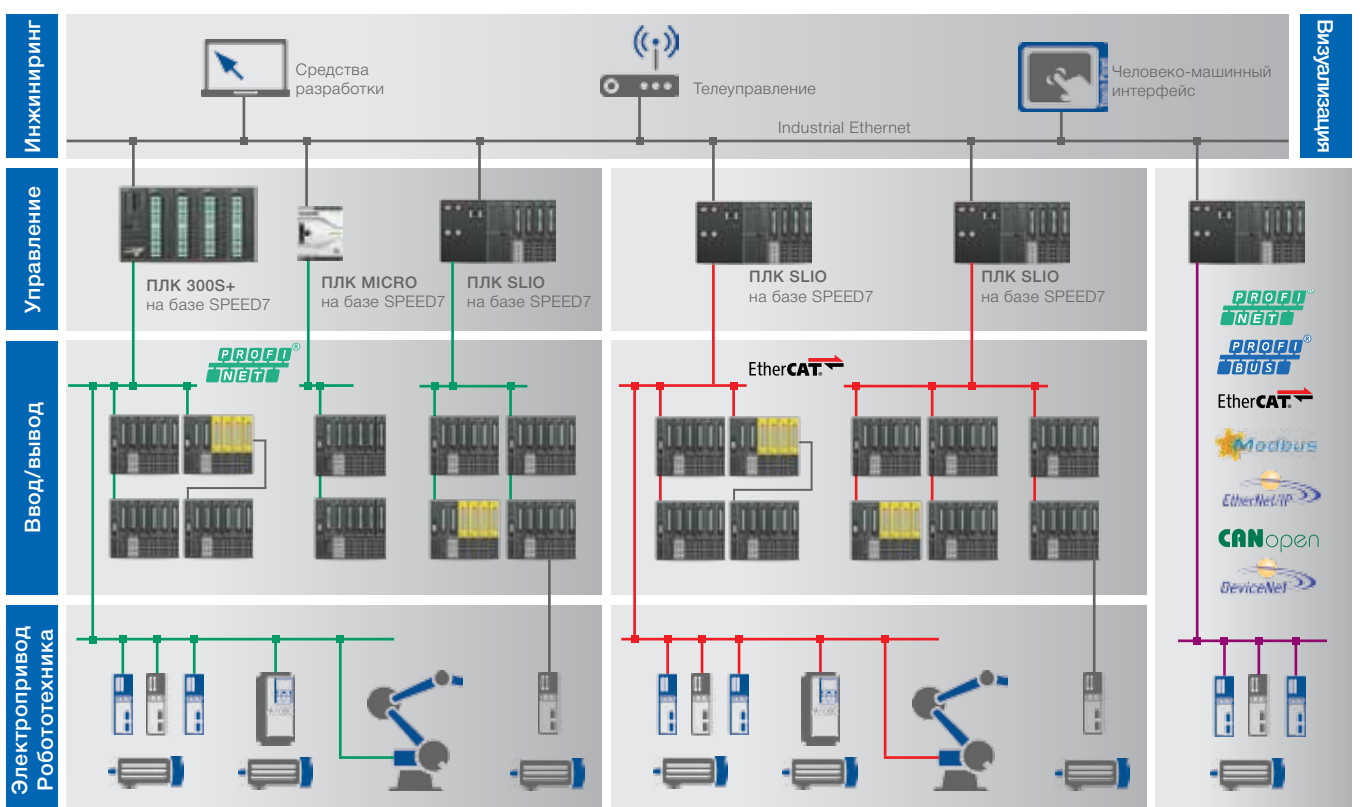 Инжиниринг
Средства
разработки
Телеуправление
Человеко-машинный
интерфейс
Визуализация
Industrial Ethernet
Управление
ПЛК 300S+
на базе SPEED7
ПЛК MICRO
на базе SPEED7
ПЛК SLIO
на базе SPEED7
ПЛК SLIO
на базе SPEED7
ПЛК SLIO
на базе SPEED7
Ввод/вывод
PROFI®
NET
EtherCAT®
PROFI
NET
PROFI®
BUS
EtherCAT®
Modbus
EtherNet/IP
CANopen
DeviceNet
Электропривод
Робототехника